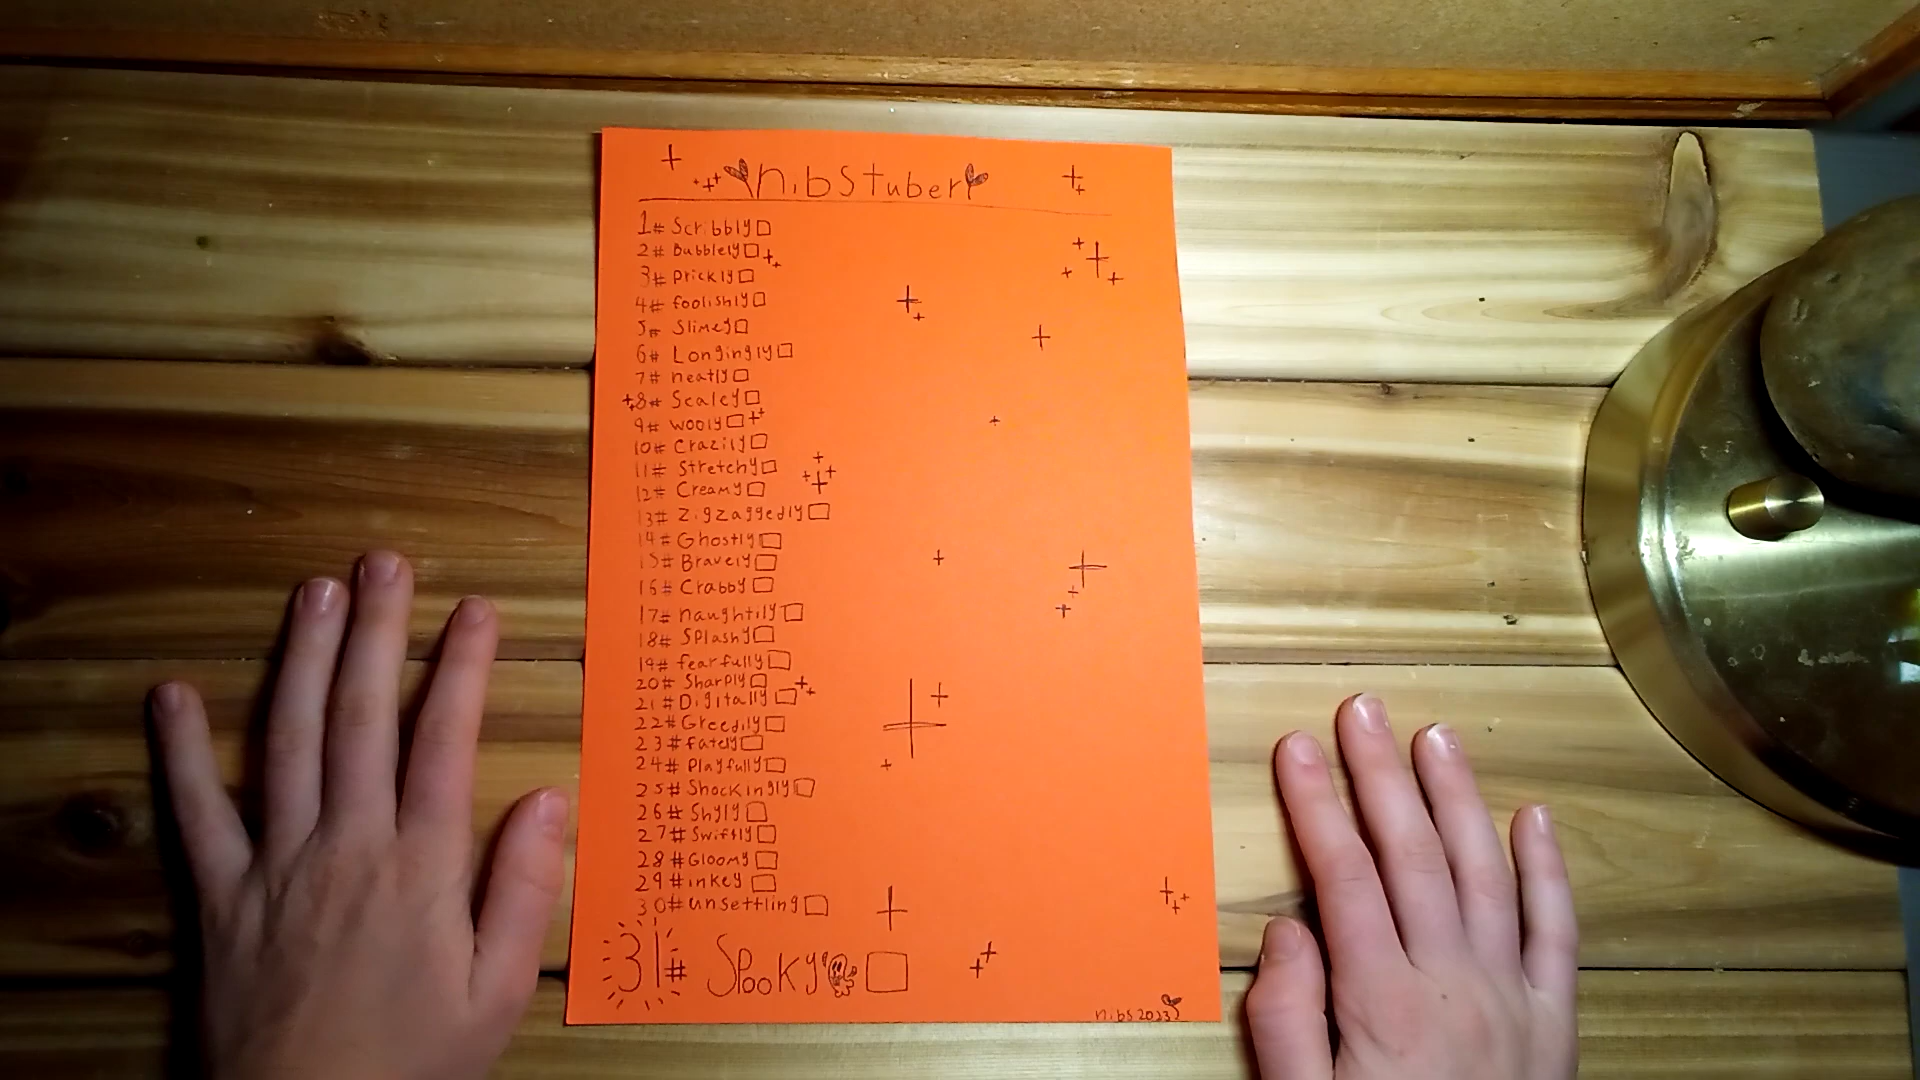 nibStuber
1# Scribbly
2# Bubblely
3# prickly
4# foolishly
5# Slimey
6# Longingly
7# neatly
8# Scaley
9# wooly
10# Crazily
11# Stretchy
12# Creamy
13# zigzaggedly
14# Ghostly
15# Bravely
16# Crabby
17# naughtily
18# Splashy
19# fearfully
20# Sharply
21# Digitally
22# Greedily
23# fately
24# Playfully
25# Shockingly
26# Shyly
27# Swiftly
28# Gloomy
29# inkey
30# unsettling
31# Spooky
nibs 2023